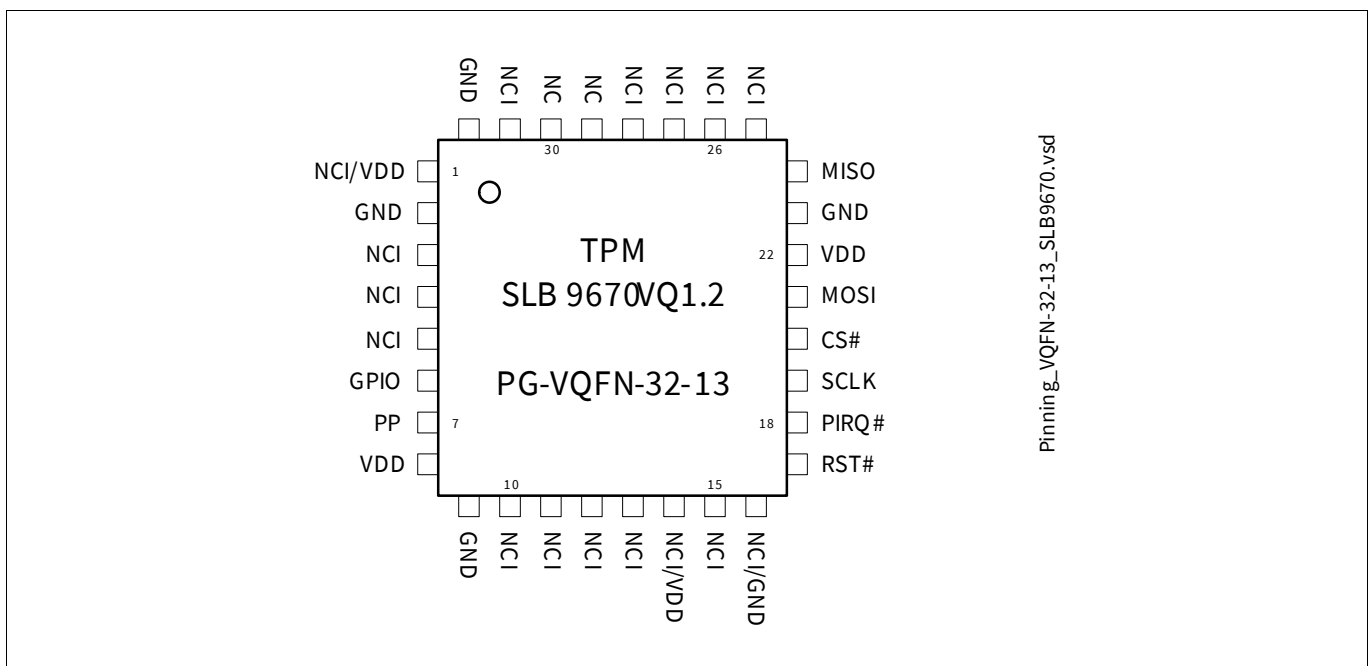 GND
NCI
NC
NC
NCI
NCI
NCI
NCI
30
26
NCI/VDD
1
MISO
GND
GND
NCI
TPM
22
VDD
NCI
SLB 9670VQ1.2
MOSI
NCI
CS#
GPIO
PG-VQFN-32-13
SCLK
PP
7
18
PIRQ#
VDD
RST#
10
15
GND
NCI
NCI
NCI
NCI
NCI/VDD
NCI
NCI/GND
Pinning_VQFN-32-13_SLB9670.vsd